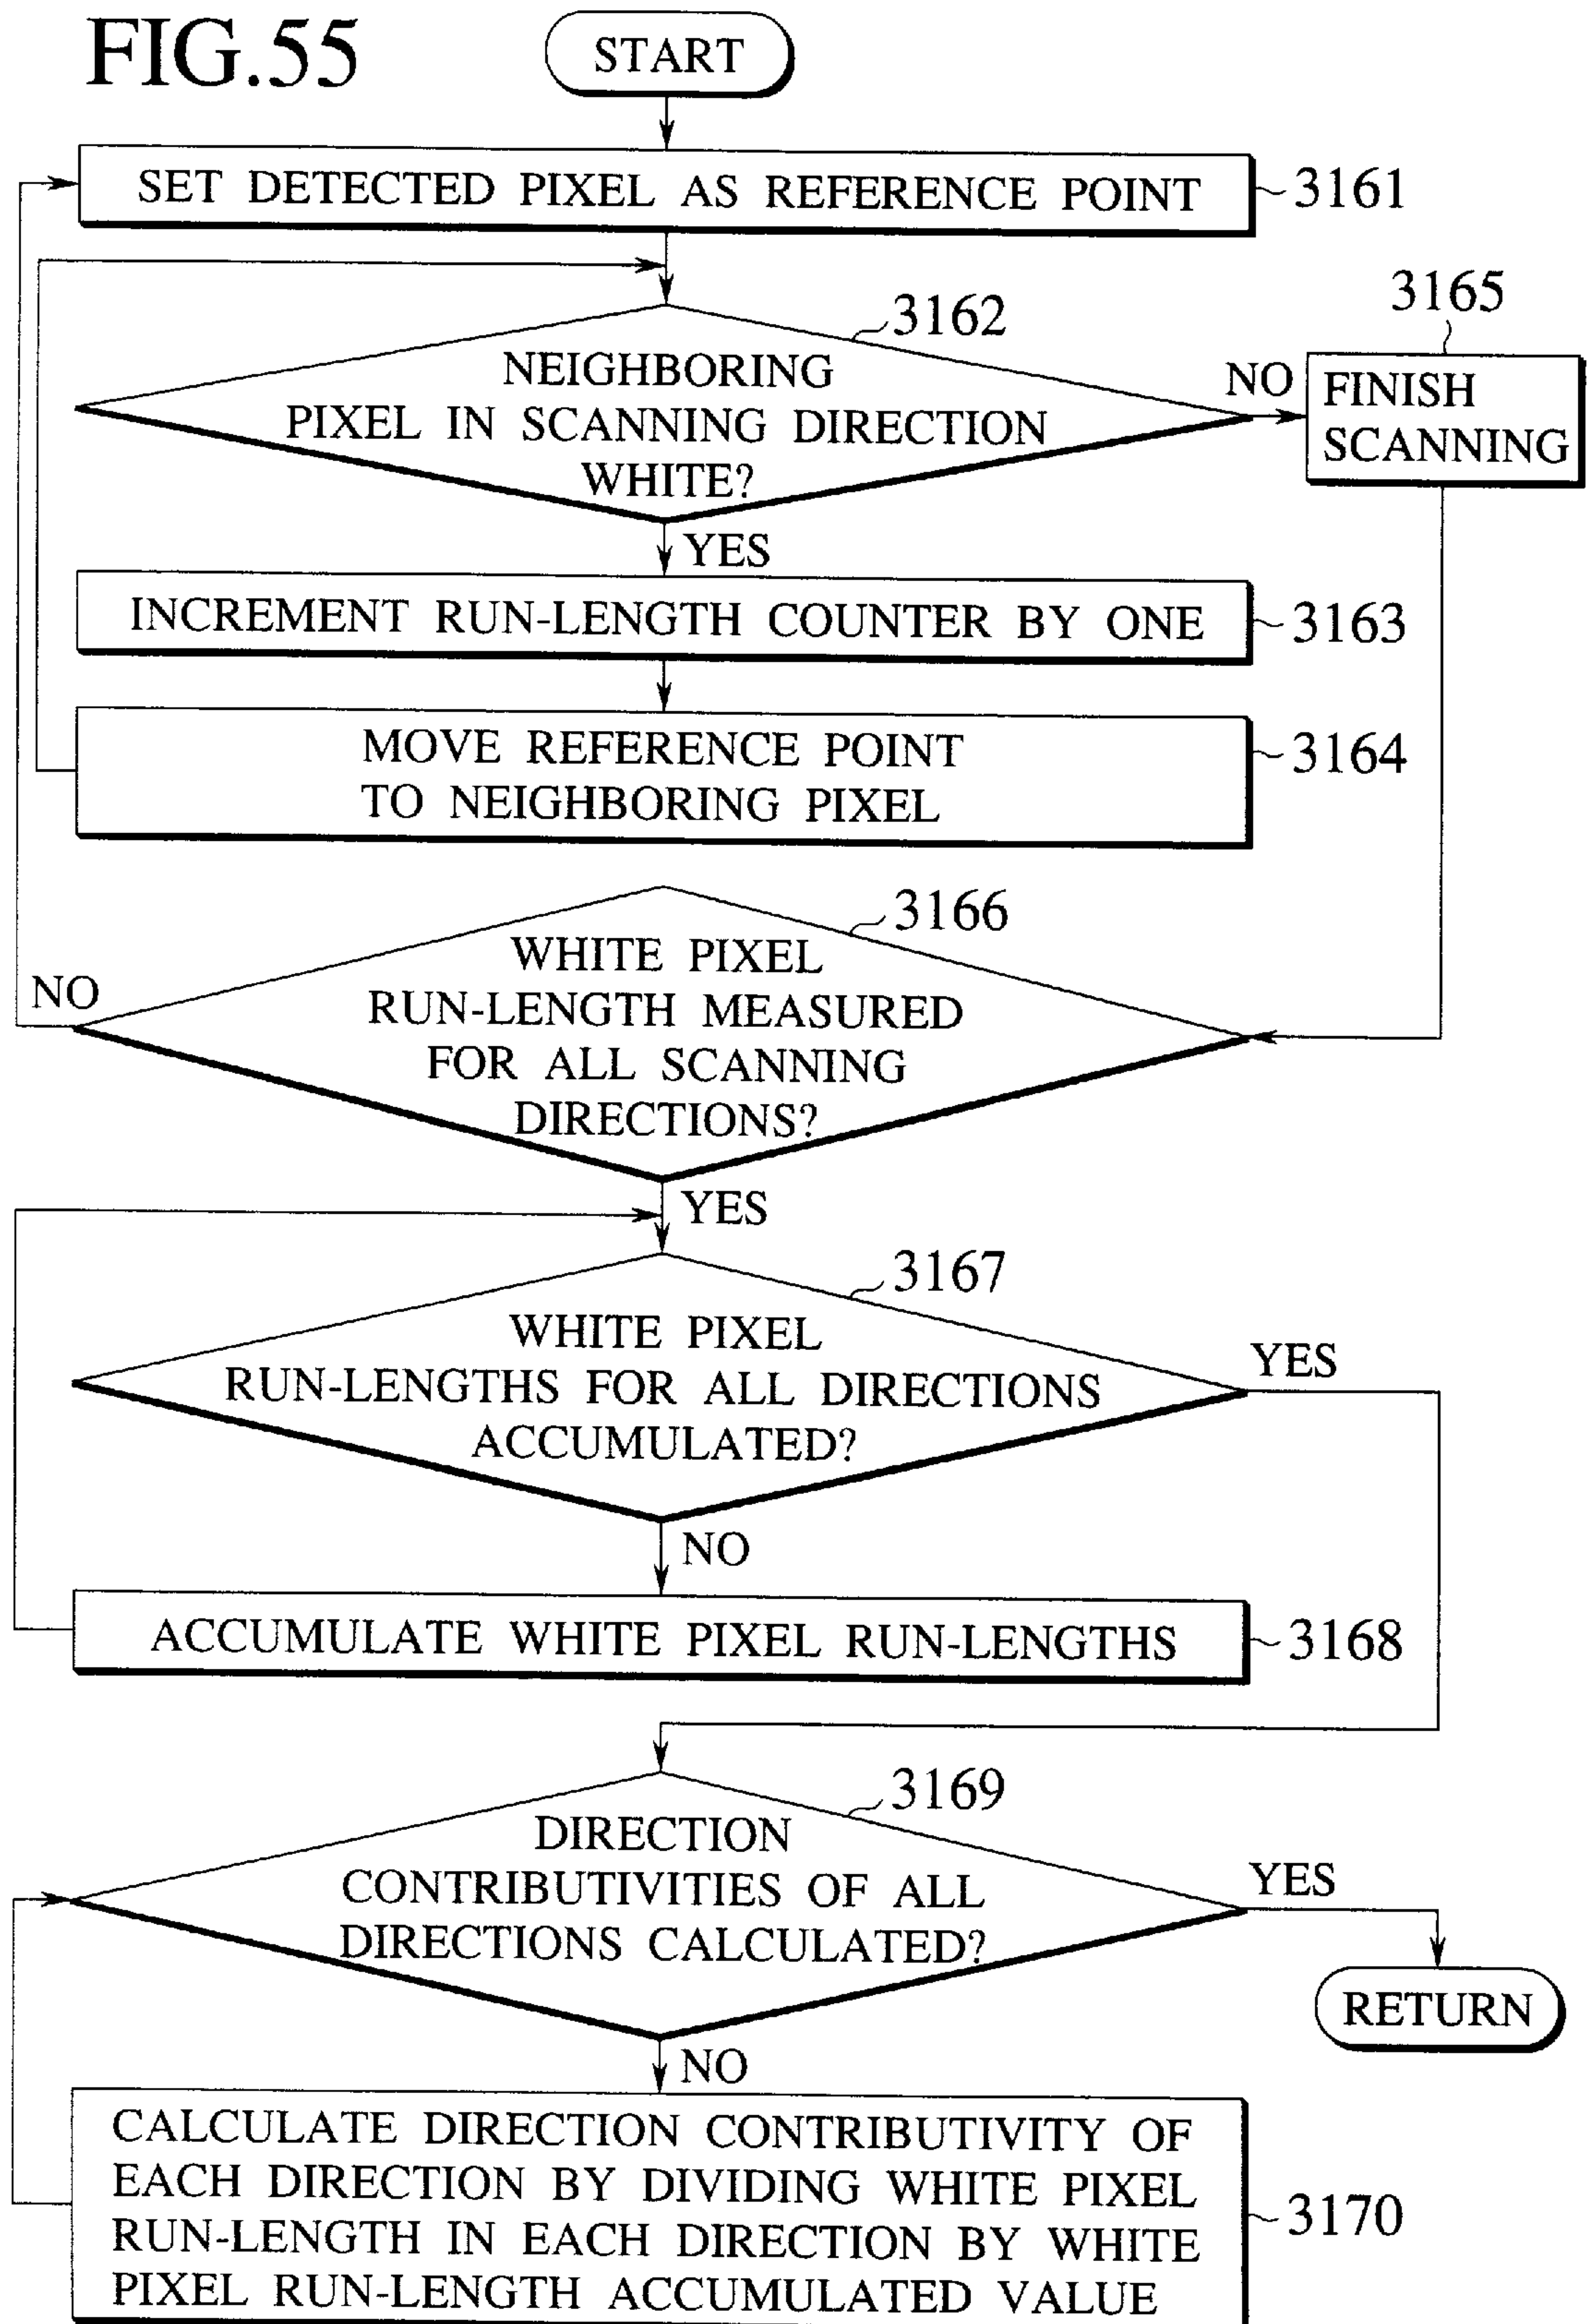 FIG.55
START
SET DETECTED PIXEL AS REFERENCE POINT
3161
3162
NEIGHBORING
PIXEL IN SCANNING DIRECTION
WHITE?
NO
3165
FINISH
SCANNING
YES
INCREMENT RUN-LENGTH COUNTER BY ONE
3163
MOVE REFERENCE POINT
TO NEIGHBORING PIXEL
3164
3166
WHITE PIXEL
RUN-LENGTH MEASURED
FOR ALL SCANNING
DIRECTIONS?
NO
YES
3167
WHITE PIXEL
RUN-LENGTHS FOR ALL DIRECTIONS
ACCUMULATED?
YES
NO
ACCUMULATE WHITE PIXEL RUN-LENGTHS
3168
3169
DIRECTION
CONTRIBUTIVITIES OF ALL
DIRECTIONS CALCULATED?
YES
RETURN
NO
CALCULATE DIRECTION CONTRIBUTIVITY OF
EACH DIRECTION BY DIVIDING WHITE PIXEL
RUN-LENGTH IN EACH DIRECTION BY WHITE
PIXEL RUN-LENGTH ACCUMULATED VALUE
3170